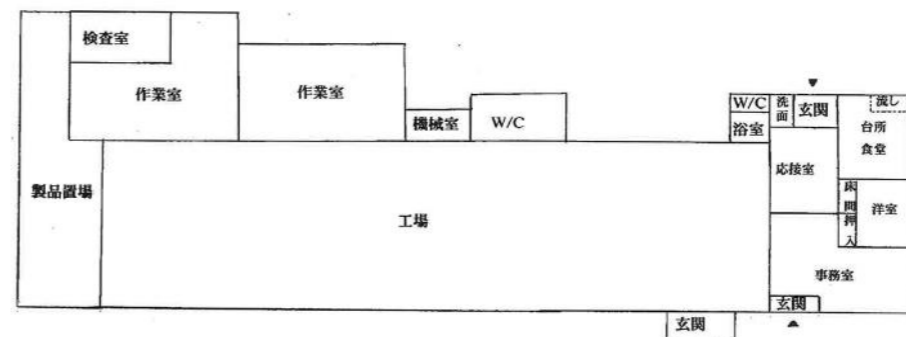 検査室
作業室
作業室
機械室
W/C
W/C
洗面
玄関
流し
浴室
台所
食堂
製品置場
工場
応接室
床間
洋室
押入
事務室
玄関
玄関